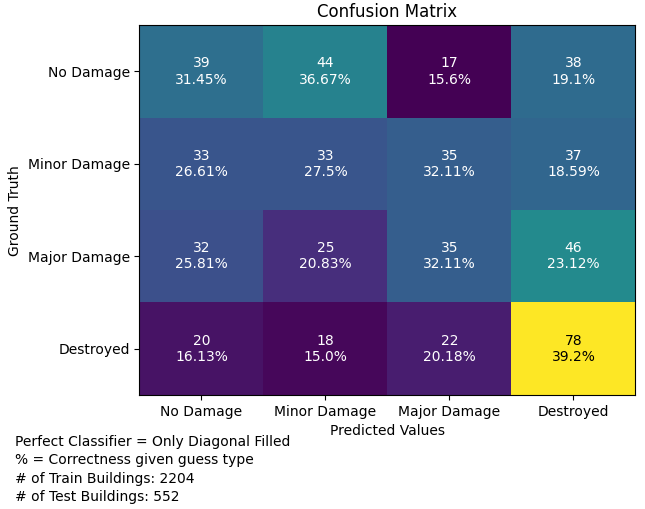 Confusion Matrix
No Damage
39
31.45%
44
36.67%
17
15.6%
38
19.1%
Minor Damage
33
26.61%
33
27.5%
35
32.11%
37
18.59%
Major Damage
32
25.81%
25
20.83%
35
32.11%
46
23.12%
Destroyed
20
16.13%
18
15.0%
22
20.18%
78
39.2%
Ground Truth
No Damage
Minor Damage
Major Damage
Destroyed
Predicted Values
Perfect Classifier = Only Diagonal Filled
% = Correctness given guess type
# of Train Buildings: 2204
# of Test Buildings: 552